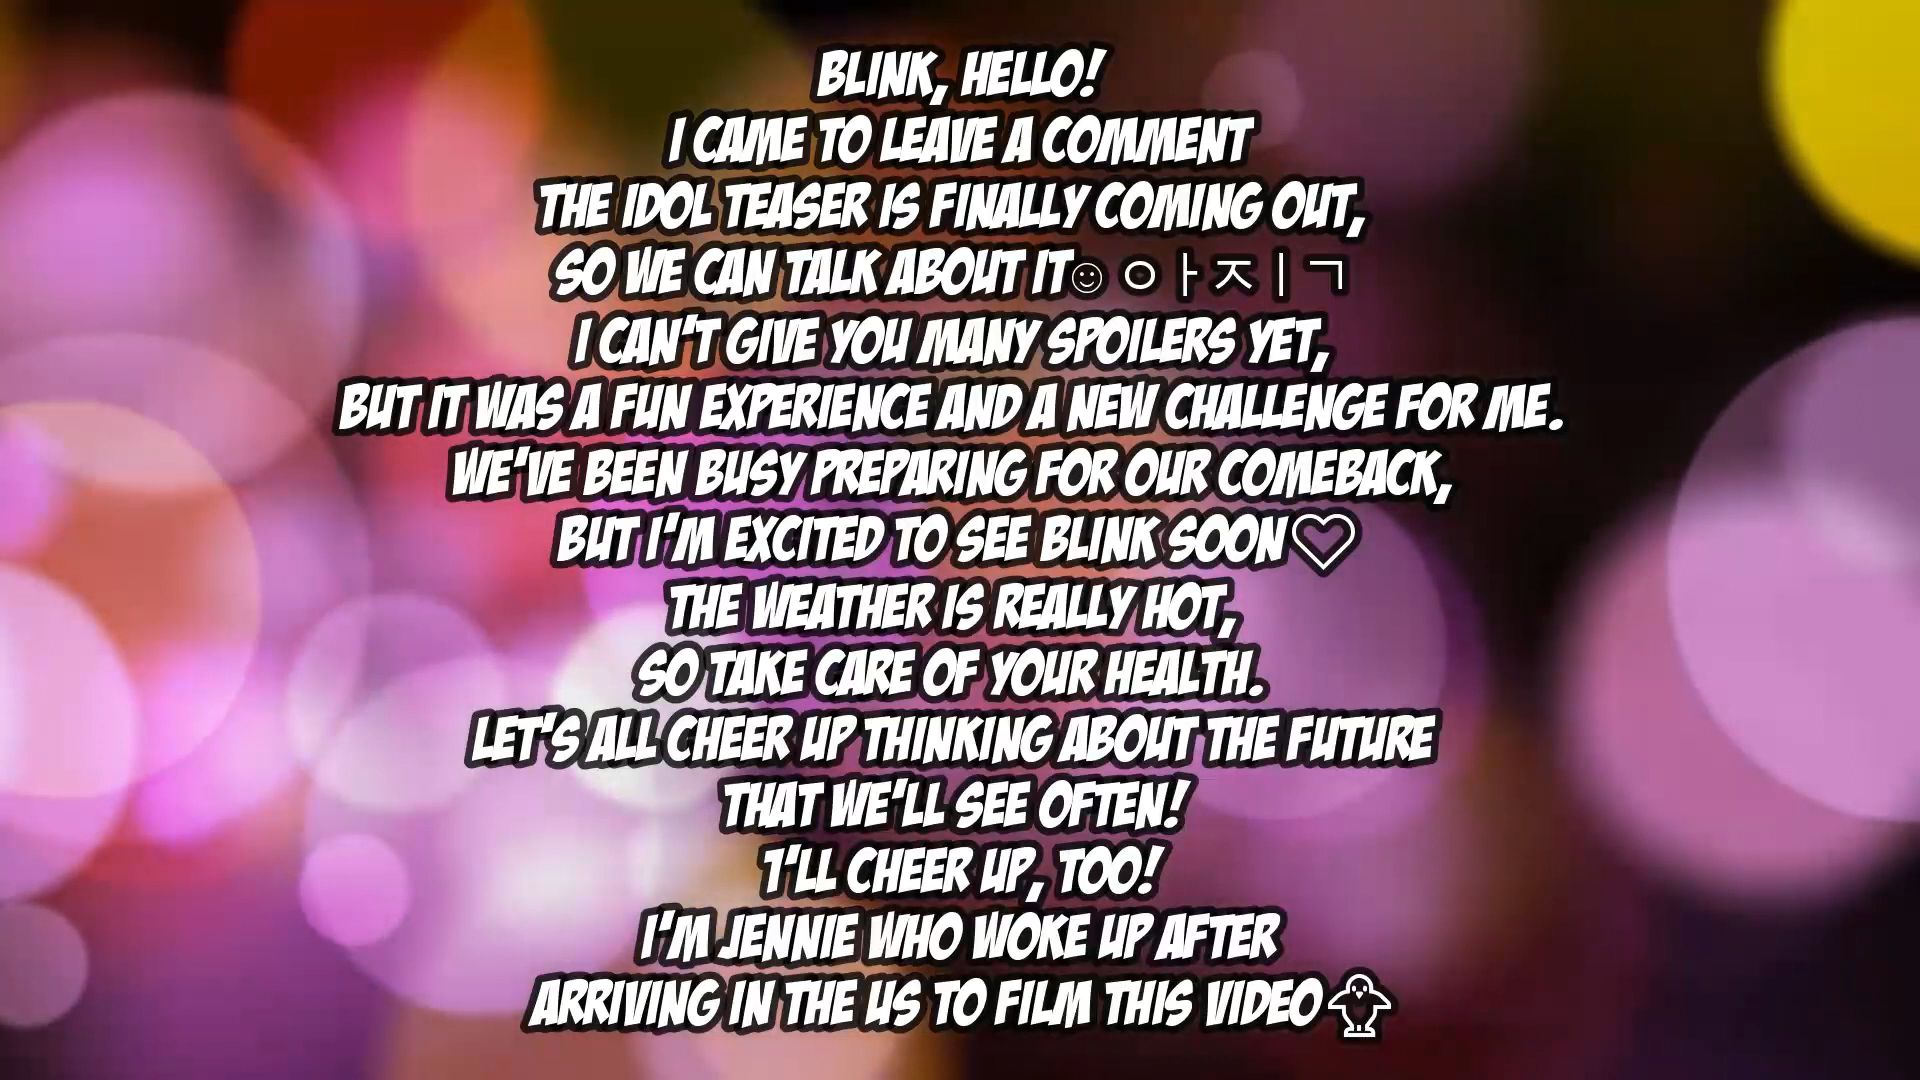 BLINK, HELLO!
I CAME TO LEAVE A COMMENT
THE IDOL TEASER IS FINALLY COMING OUT,
SO WE CAN TALK ABOUT IT☺ㅇㅏㅈㅣㄱ
I CAN'T GIVE YOU MANY SPOILERS YET,
BUT IT WAS A FUN EXPERIENCE AND A NEW CHALLENGE FOR ME.
WE'VE BEEN BUSY PREPARING FOR OUR COMEBACK,
BUT I'M EXCITED TO SEE BLINK SOON♡
THE WEATHER IS REALLY HOT,
SO TAKE CARE OF YOUR HEALTH.
LET'S ALL CHEER UP THINKING ABOUT THE FUTURE
THAT WE'LL SEE OFTEN!
1'LL CHEER UP, TOO!
I'M JENNIE WHO WOKE UP AFTER
ARRIVING IN THE US TO FILM THIS VIDEO🐧